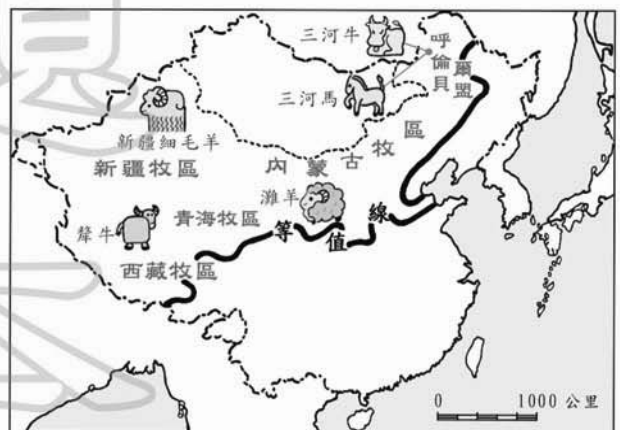 三河牛
呼倫貝爾盟
三河馬
新疆細毛羊
新疆牧區
內蒙古牧區
灘羊
犛牛
青海牧區
等值線
西藏牧區
0 1000 公里